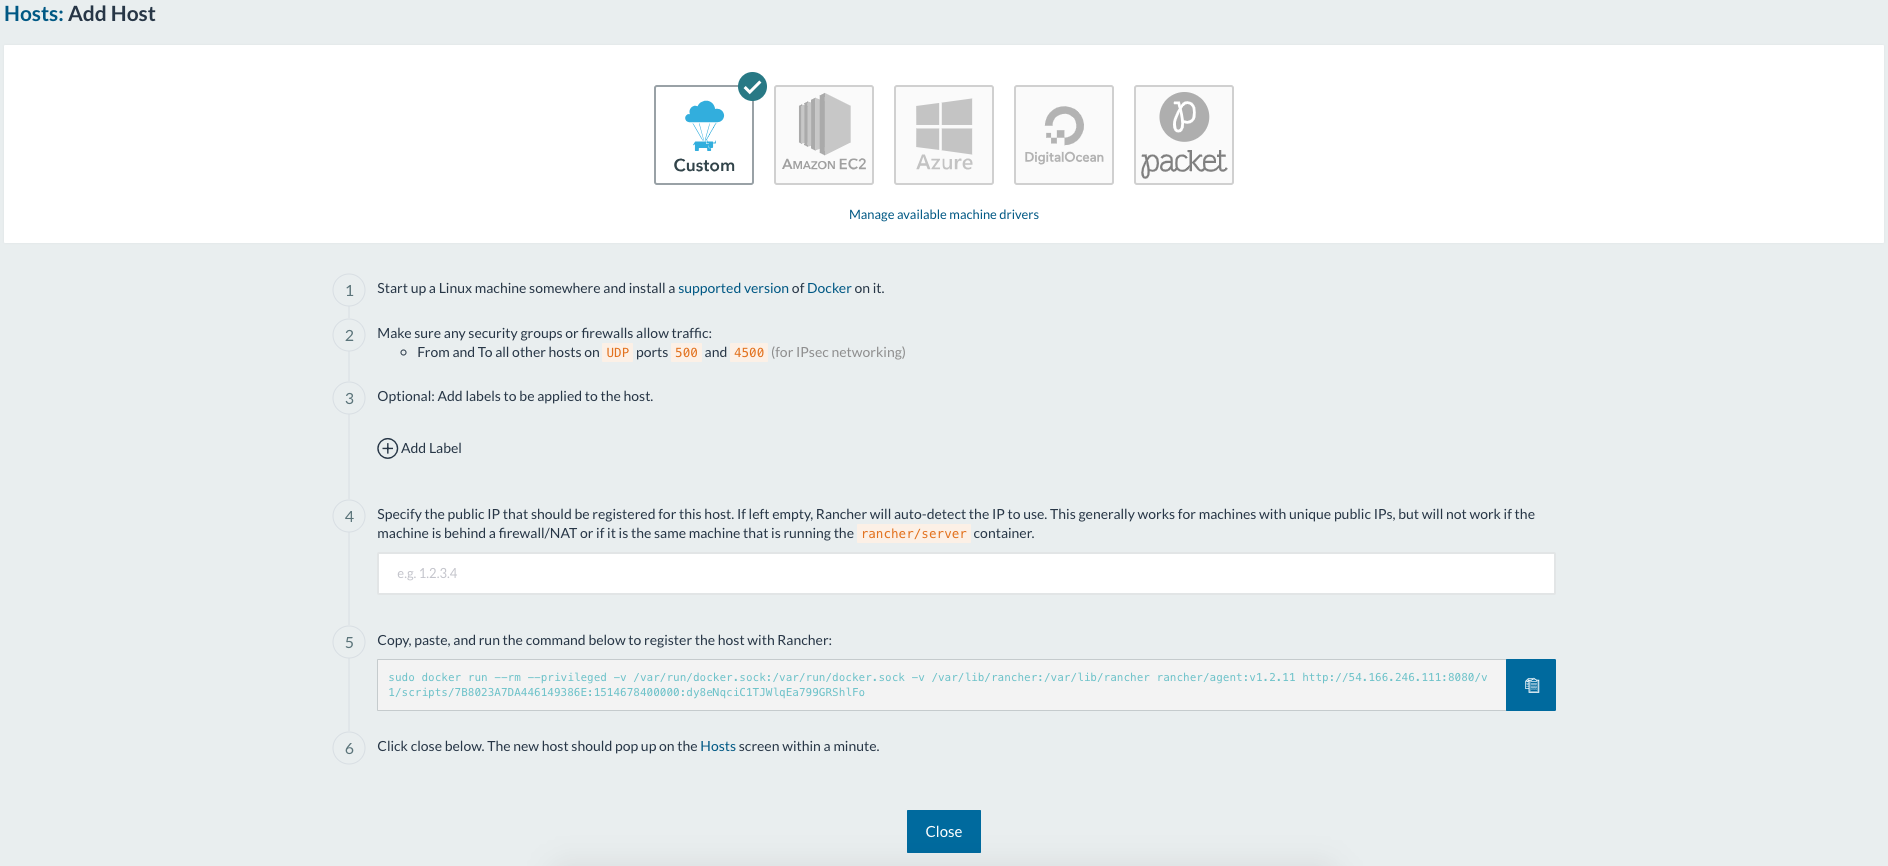 Hosts: Add Host
Custom
AMAZON EC2
Azure
DigitalOcean
packet
Manage available machine drivers
1
Start up a Linux machine somewhere and install a supported version of Docker on it.
2
Make sure any security groups or firewalls allow traffic:
From and To all other hosts on UDP ports 500 and 4500 (for IPsec networking)
3
Optional: Add labels to be applied to the host.
Add Label
4
Specify the public IP that should be registered for this host. If left empty, Rancher will auto-detect the IP to use. This generally works for machines with unique public IPs, but will not work if the
machine is behind a firewall/NAT or if it is the same machine that is running the rancher/server container.
e.g. 1.2.3.4
5
Copy, paste, and run the command below to register the host with Rancher:
sudo docker run --rm --privileged -v /var/run/docker.sock:/var/run/docker.sock -v /var/lib/rancher:/var/lib/rancher rancher/agent:v1.2.11 http://54.166.246.111:8080/v
1/scripts/7B8023A7DA446149386E:1514678400000:dy8eNqciC1TJWlqEa799GRShlFo
6
Click close below. The new host should pop up on the Hosts screen within a minute.
Close